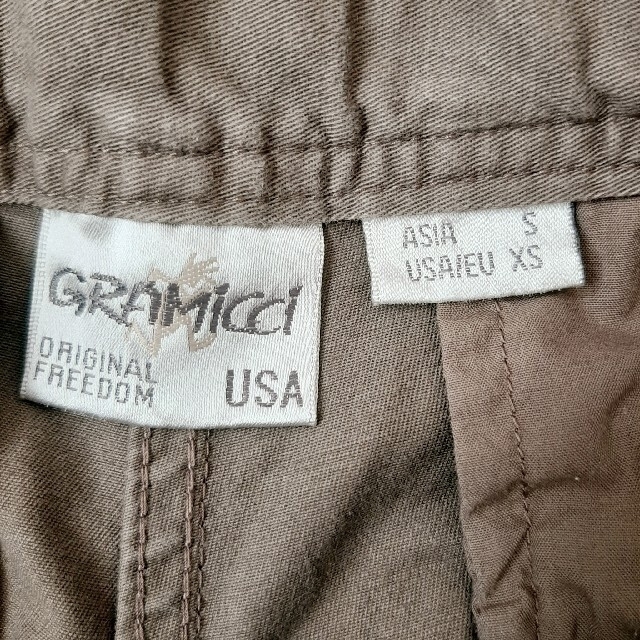 GRAMiCCi
ORIGINAL
FREEDOM
USA
ASIA S
USA/EU XS